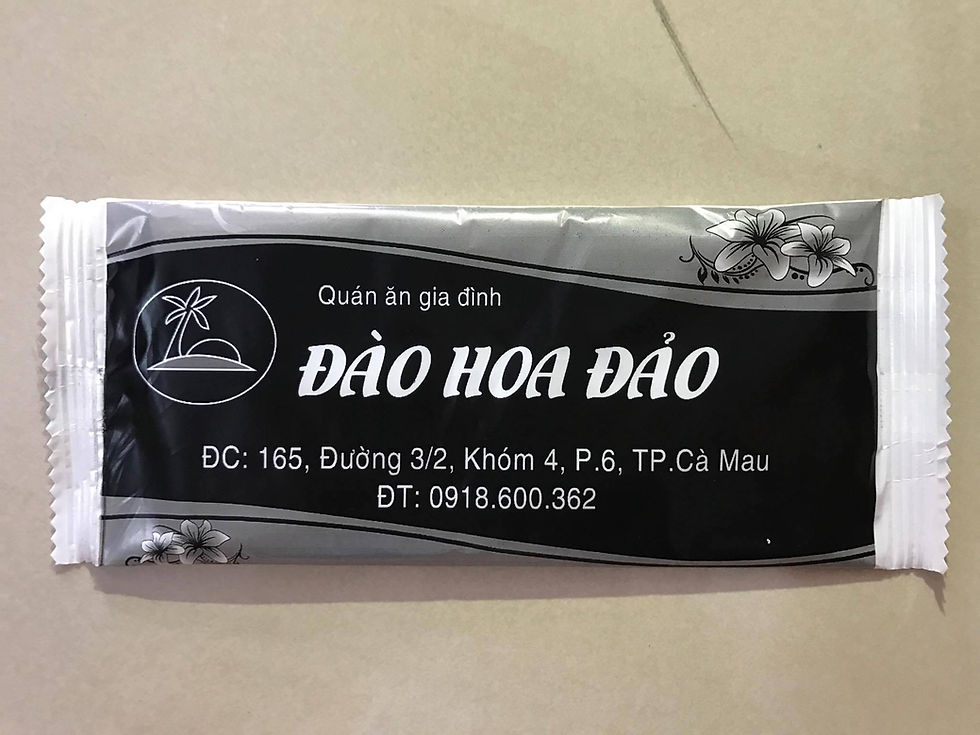 Quán ăn gia đình
ĐÀO HOA ĐẢO
ĐC: 165, Đường 3/2, Khóm 4, P.6, TP.Cà Mau
ĐT: 0918.600.362